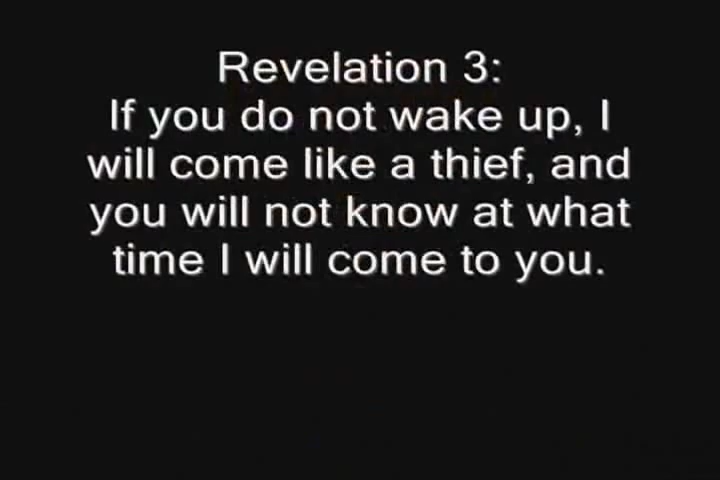 Revelation 3:
If you do not wake up, I
will come like a thief, and
you will not know at what
time I will come to you.